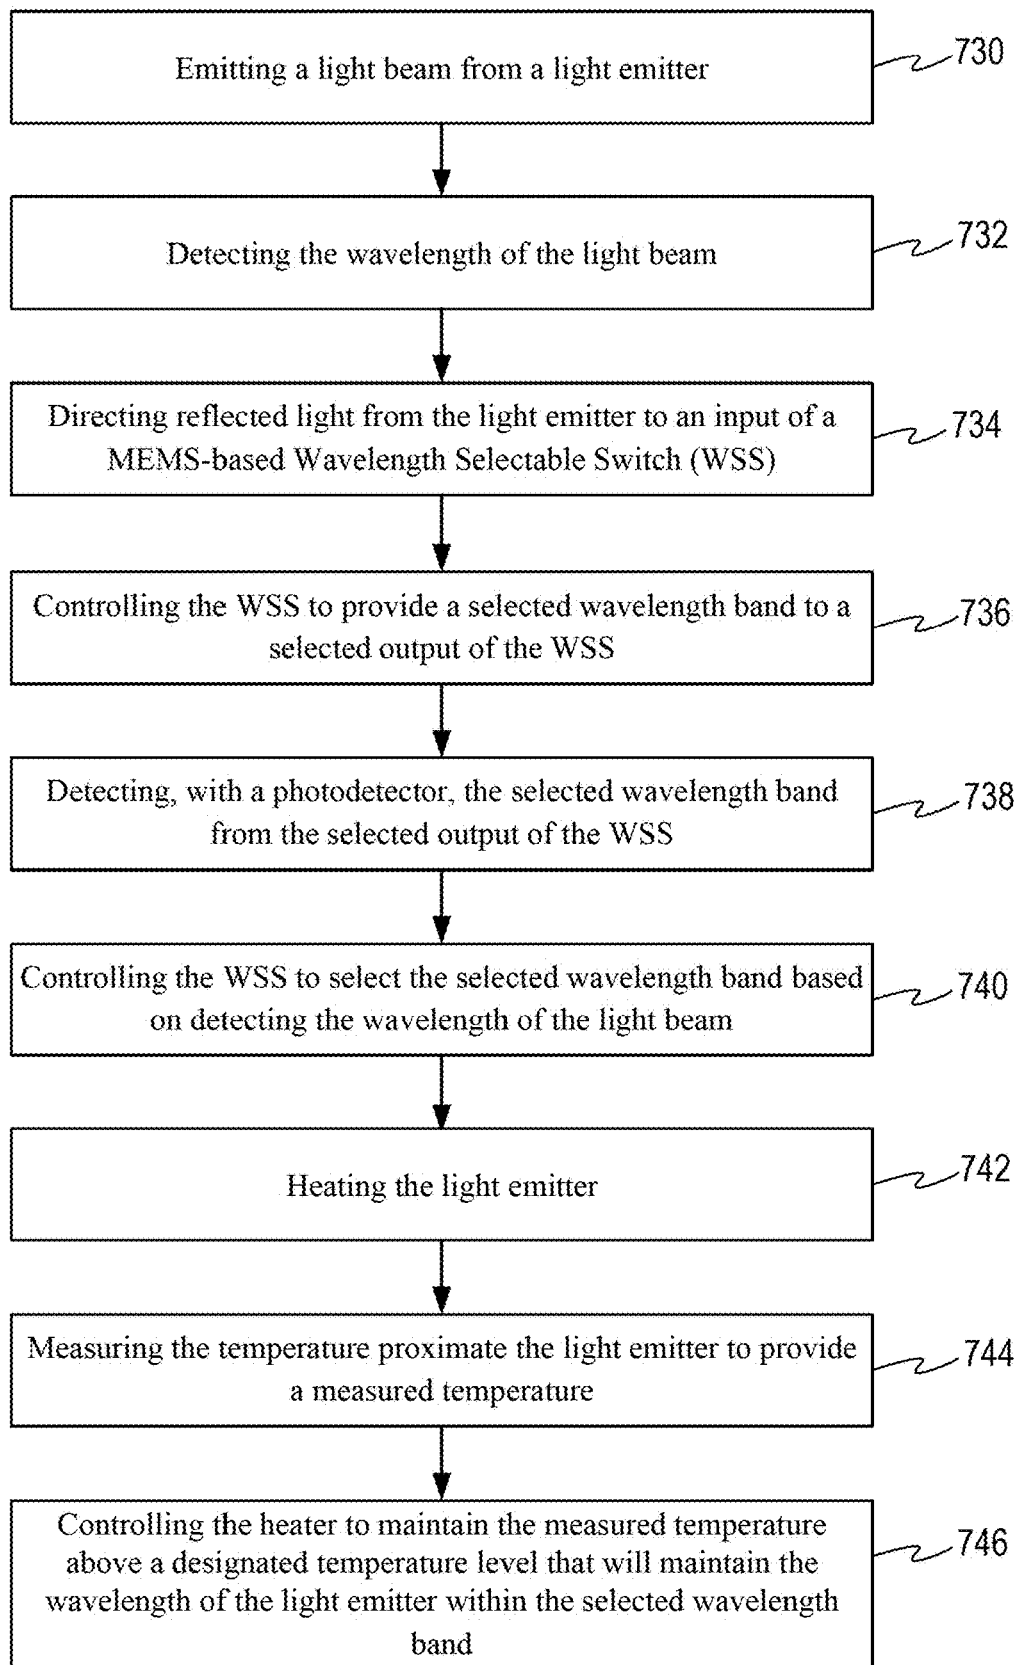 Emitting a light beam from a light emitter
730
Detecting the wavelength of the light beam
732
Directing reflected light from the light emitter to an input of a
MEMS-based Wavelength Selectable Switch (WSS)
734
Controlling the WSS to provide a selected wavelength band to a
selected output of the WSS
736
Detecting, with a photodetector, the selected wavelength band
from the selected output of the WSS
738
Controlling the WSS to select the selected wavelength band based
on detecting the wavelength of the light beam
740
Heating the light emitter
742
Measuring the temperature proximate the light emitter to provide
a measured temperature
744
Controlling the heater to maintain the measured temperature
above a designated temperature level that will maintain the
wavelength of the light emitter within the selected wavelength
band
746